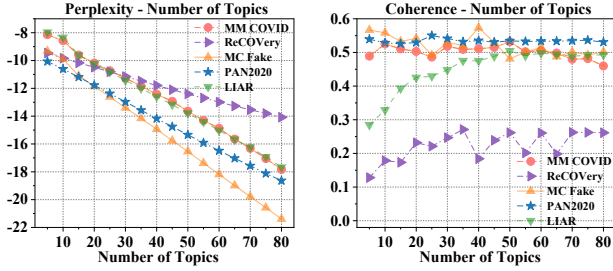 Perplexity - Number of Topics
-8
-10
-12
-14
-16
-18
-20
-22
10 20 30 40 50 60 70 80
Number of Topics
MM COVID
ReCOVery
MC Fake
PAN2020
LIAR
Coherence - Number of Topics
0.6
0.5
0.4
0.3
0.2
0.1
0.0
10 20 30 40 50 60 70 80
Number of Topics
MM COVID
ReCOVery
MC Fake
PAN2020
LIAR